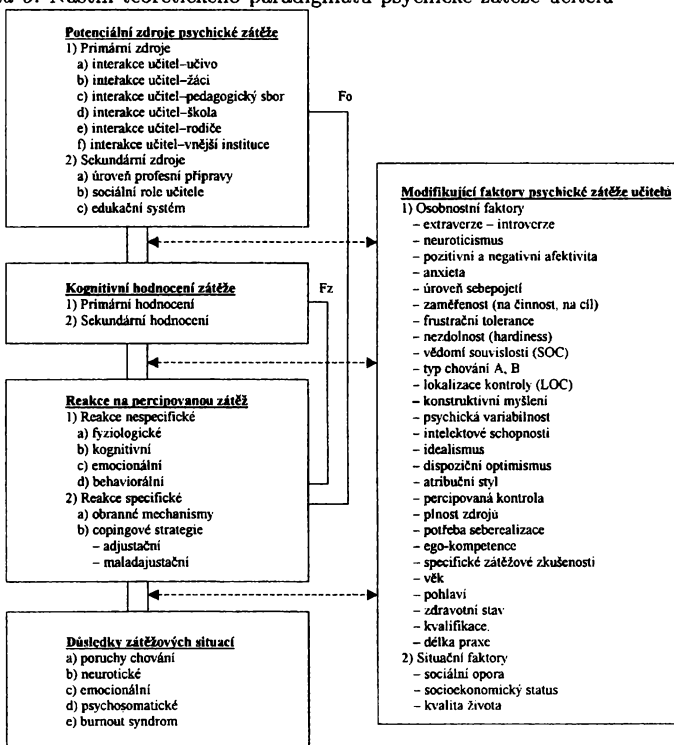 5. Nástin teoretického paradigmatu psychické zátěže učitelů
Potenciální zdroje psychické zátěže
1) Primární zdroje
a) interakce učitel–učivo
b) interakce učitel–žáci
c) interakce učitel–pedagogický sbor
d) interakce učitel–škola
e) interakce učitel–rodiče
f) interakce učitel–vnější instituce
2) Sekundární zdroje
a) úroveň profesní přípravy
b) sociální role učitele
c) edukační systém
Fo
Kognitivní hodnocení zátěže
1) Primární hodnocení
2) Sekundární hodnocení
Fz
Reakce na percipovanou zátěž
1) Reakce nespecifické
a) fyziologické
b) kognitivní
c) emocionální
d) behaviorální
2) Reakce specifické
a) obranné mechanismy
b) copingové strategie
– adjustační
– maladajustační
Důsledky zátěžových situací
a) poruchy chování
b) neurotické
c) emocionální
d) psychosomatické
e) burnout syndrom
Modifikující faktory psychické zátěže učitelů
1) Osobnostní faktory
– extraverze – introverze
– neuroticismus
– pozitivní a negativní afektivita
– anxieta
– úroveň sebepojetí
– zaměřenost (na činnost, na cíl)
– frustrační tolerance
– nezdolnost (hardiness)
– vědomí souvislosti (SOC)
– typ chování A, B
– lokalizace kontroly (LOC)
– konstruktivní myšlení
– psychická variabilnost
– intelektové schopnosti
– idealismus
– dispoziční optimismus
– atribuční styl
– percipovaná kontrola
– plnost zdrojů
– potřeba seberealizace
– ego-kompetence
– specifické zátěžové zkušenosti
– věk
– pohlaví
– zdravotní stav
– kvalifikace.
– délka praxe
2) Situační faktory
– sociální opora
– socioekonomický status
– kvalita života